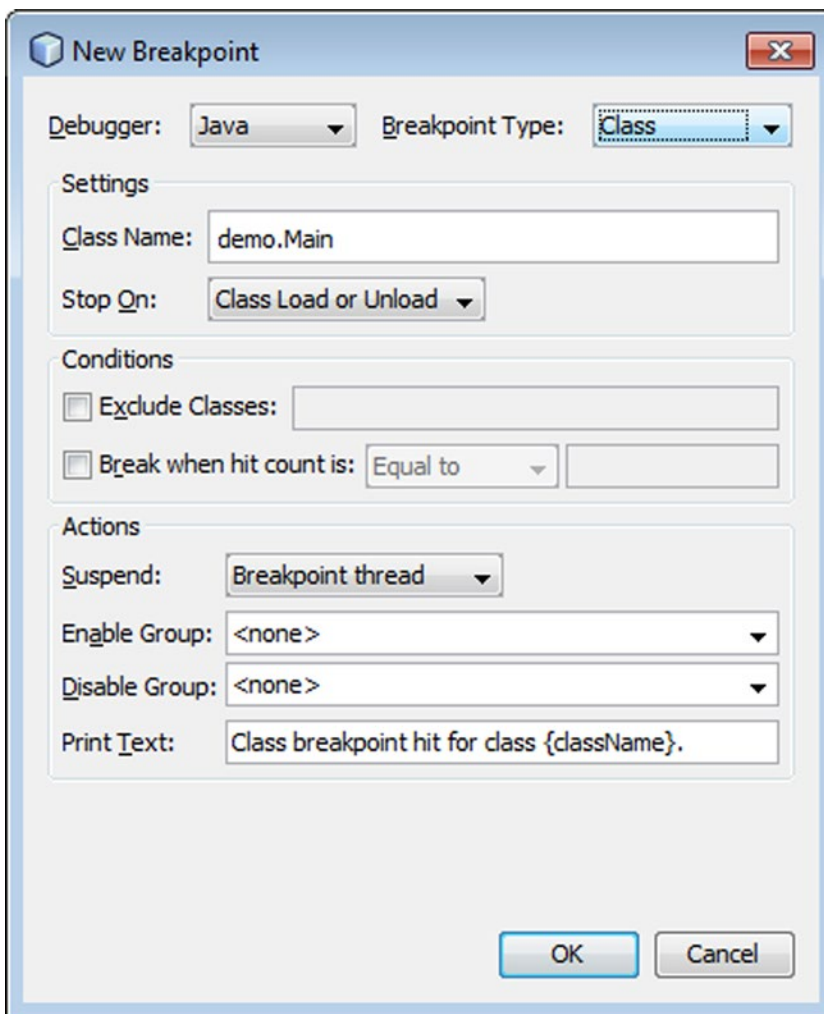 New Breakpoint
Debugger: Java Breakpoint Type: Class
Settings
Class Name: demo.Main
Stop On: Class Load or Unload
Conditions
Exclude Classes:
Break when hit count is: Equal to
Actions
Suspend: Breakpoint thread
Enable Group: <none>
Disable Group: <none>
Print Text: Class breakpoint hit for class {className}.
OK Cancel